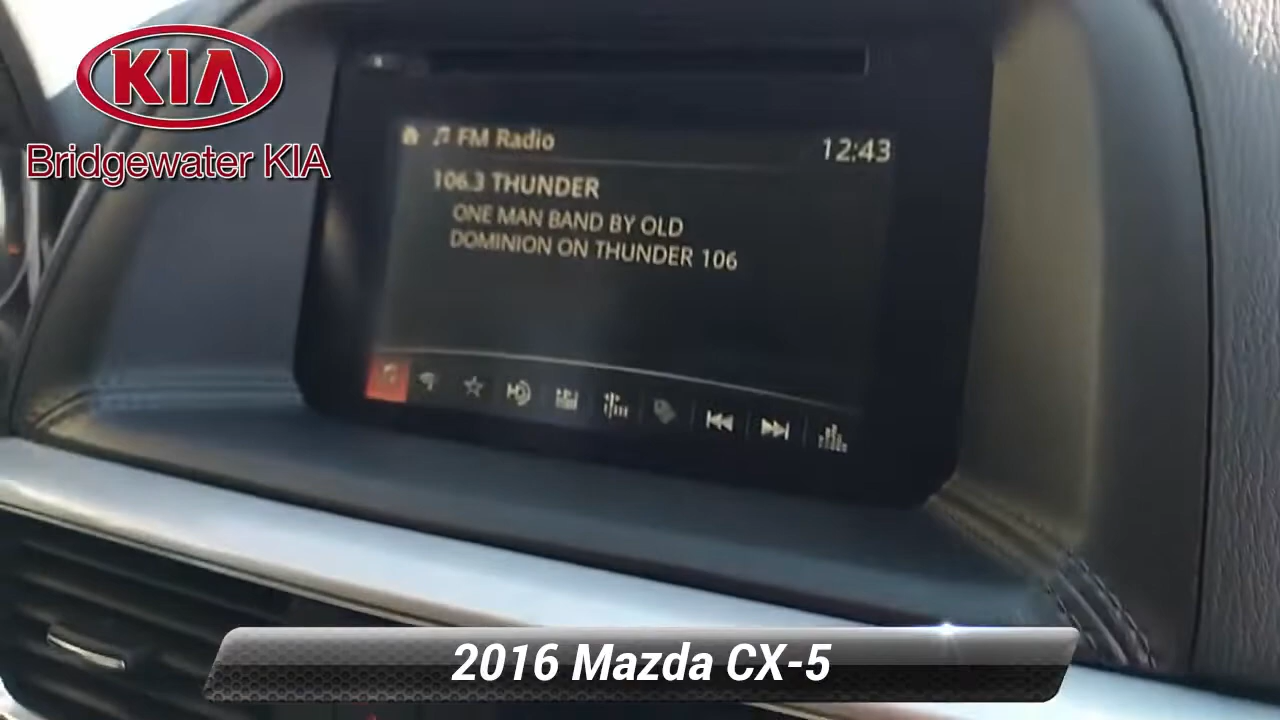 KIA
Bridgewater KIA
FM Radio
12:43
106.3 THUNDER
ONE MAN BAND BY OLD
DOMINION ON THUNDER 106
2016 Mazda CX-5